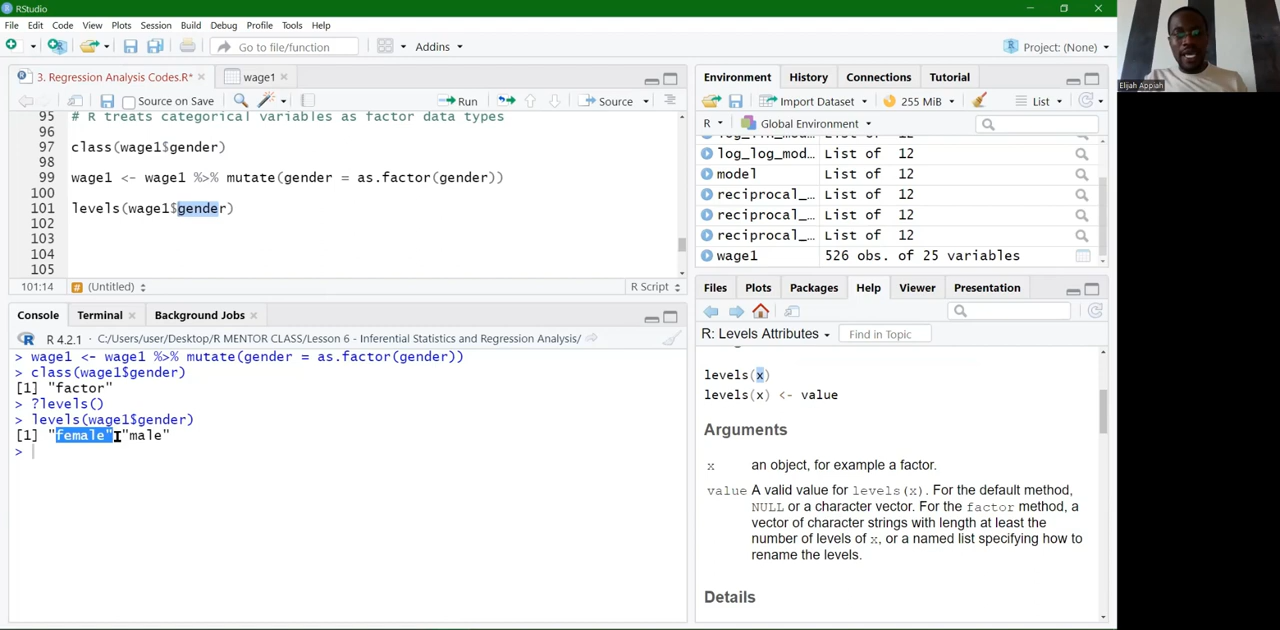 RStudio
File Edit Code View Plots Session Build Debug Profile Tools Help
Go to file/function Addins Project: (None)
3. Regression Analysis Codes.R* wage1
Source on Save Run Source
95 # R treats categorical variables as factor data types
96
97 class(wage1$gender)
98
99 wage1 <- wage1 %>% mutate(gender = as.factor(gender))
100
101 levels(wage1$gender)
102
103
104
105
101:14 (Untitled) R Script
Console Terminal Background Jobs
R 4.2.1 · C:/Users/user/Desktop/R MENTOR CLASS/Lesson 6 - Inferential Statistics and Regression Analysis/
> wage1 <- wage1 %>% mutate(gender = as.factor(gender))
> class(wage1$gender)
[1] "factor"
> ?levels()
> levels(wage1$gender)
[1] "female" "male"
>
Environment History Connections Tutorial
Import Dataset 255 MiB List
R Global Environment
log_lin_mod… List of 12
log_log_mod… List of 12
model List of 12
reciprocal_… List of 12
reciprocal_… List of 12
reciprocal_… List of 12
wage1 526 obs. of 25 variables
Files Plots Packages Help Viewer Presentation
R: Levels Attributes Find in Topic
levels(x)
levels(x) <- value
Arguments
x an object, for example a factor.
value A valid value for levels(x). For the default method,
NULL or a character vector. For the factor method, a
vector of character strings with length at least the
number of levels of x, or a named list specifying how to
rename the levels.
Details
Elijah Appiah